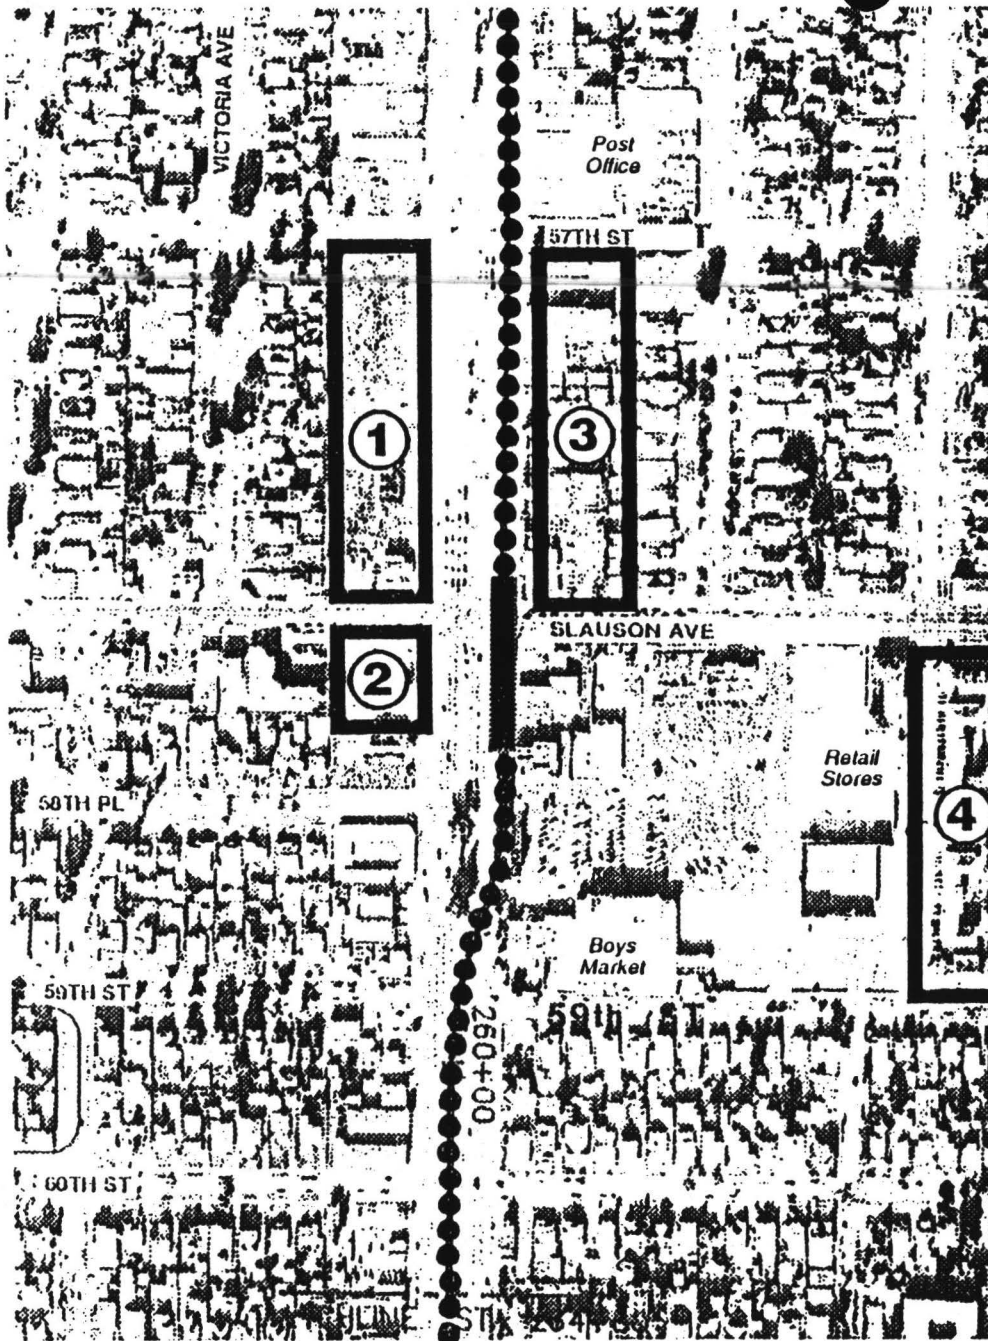 VICTORIA AVE
Post
Office
57TH ST
1
3
SLAUSON AVE
2
Retail
Stores
58TH PL
4
Boys
Market
59TH ST
59th ST
260+00
60TH ST